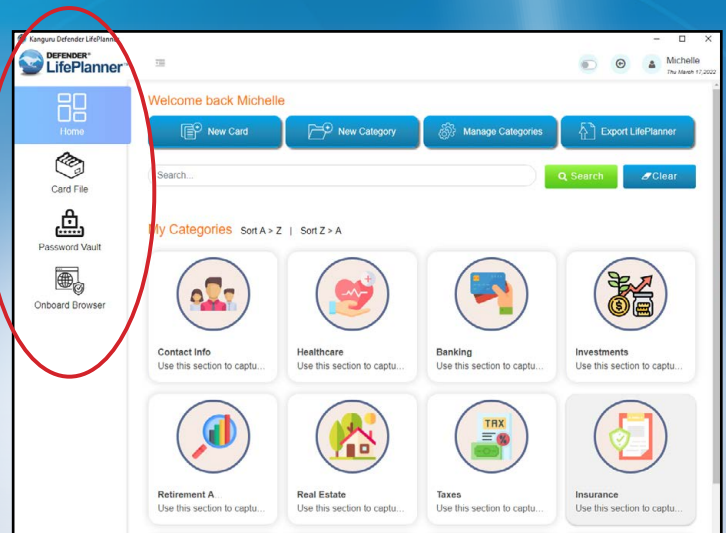 Kanguru Defender LifePlanner
DEFENDER®
LifePlanner™
Michelle
Thu March 17,2022
Home
Card File
Password Vault
Onboard Browser
Welcome back Michelle
New Card
New Category
Manage Categories
Export LifePlanner
Search...
Search
Clear
My Categories Sort A > Z | Sort Z > A
Contact Info
Use this section to captu...
Healthcare
Use this section to captu...
Banking
Use this section to captu...
Investments
Use this section to captu...
Retirement A...
Use this section to captu...
Real Estate
Use this section to captu...
TAX
Taxes
Use this section to captu...
Insurance
Use this section to captu...